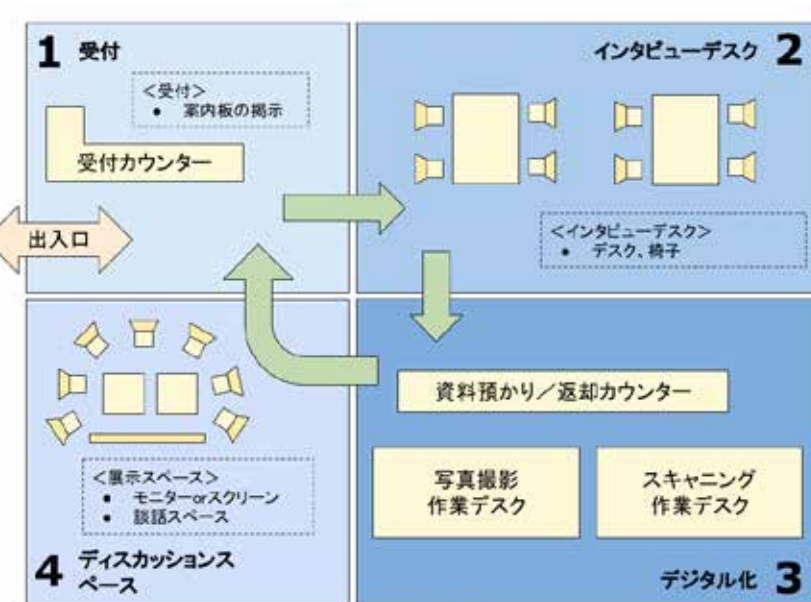 1 受付
<受付>
● 案内板の掲示
受付カウンター
出入口
インタビューデスク 2
<インタビューデスク>
● デスク、椅子
資料預かり/返却カウンター
写真撮影
作業デスク
スキャニング
作業デスク
デジタル化 3
<展示スペース>
● モニターorスクリーン
● 談話スペース
4 ディスカッションス
ペース